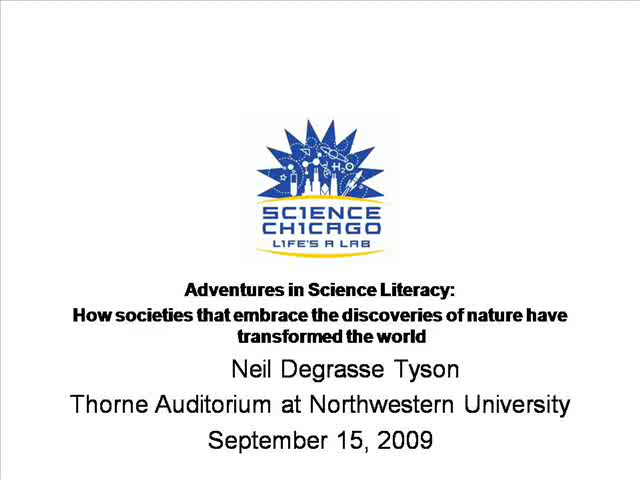 H₂O
SC1ENCE
CH1CAGO
L1FE'S A LAB
Adventures in Science Literacy:
How societies that embrace the discoveries of nature have
transformed the world
Neil Degrasse Tyson
Thorne Auditorium at Northwestern University
September 15, 2009